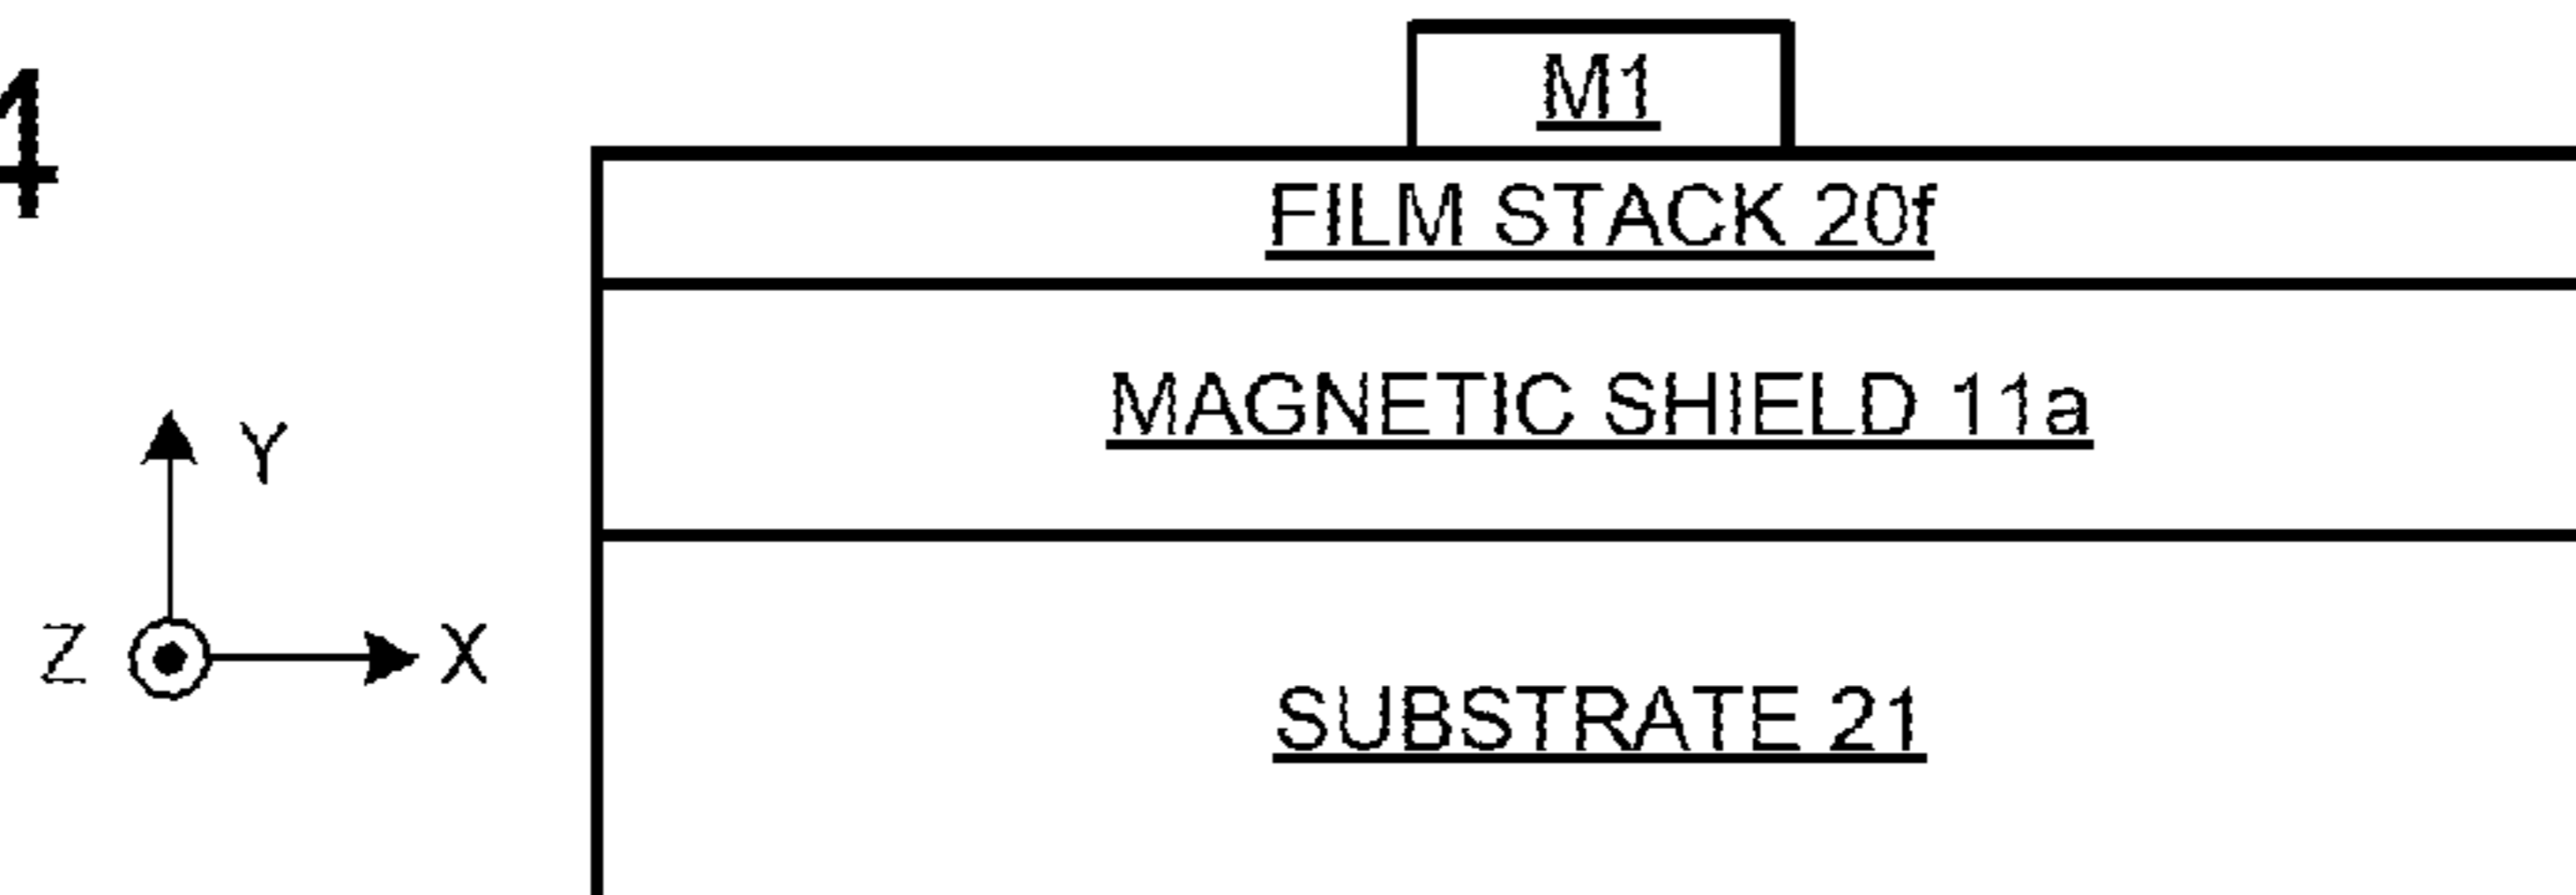 4
M1
FILM STACK 20f
MAGNETIC SHIELD 11a
Y
Z X
SUBSTRATE 21